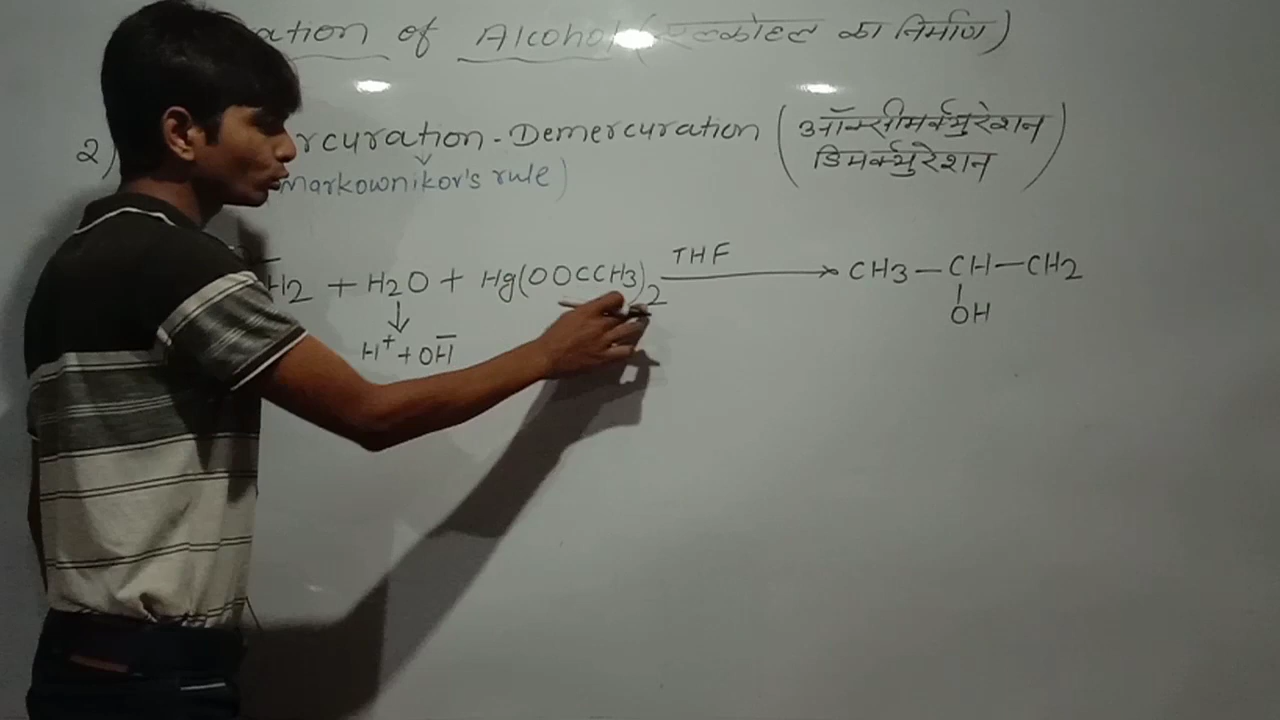 ation of Alcohol (एल्कोहल का निर्माण)
2) rcuration - Demercuration (ऑक्सीमर्क्युरेशन
डिमर्क्युरेशन)
Markownikov's rule)
H2 + H2O + Hg(OOCCH3)2 THF → CH3 — CH — CH2
OH
↓
H+ + OH-